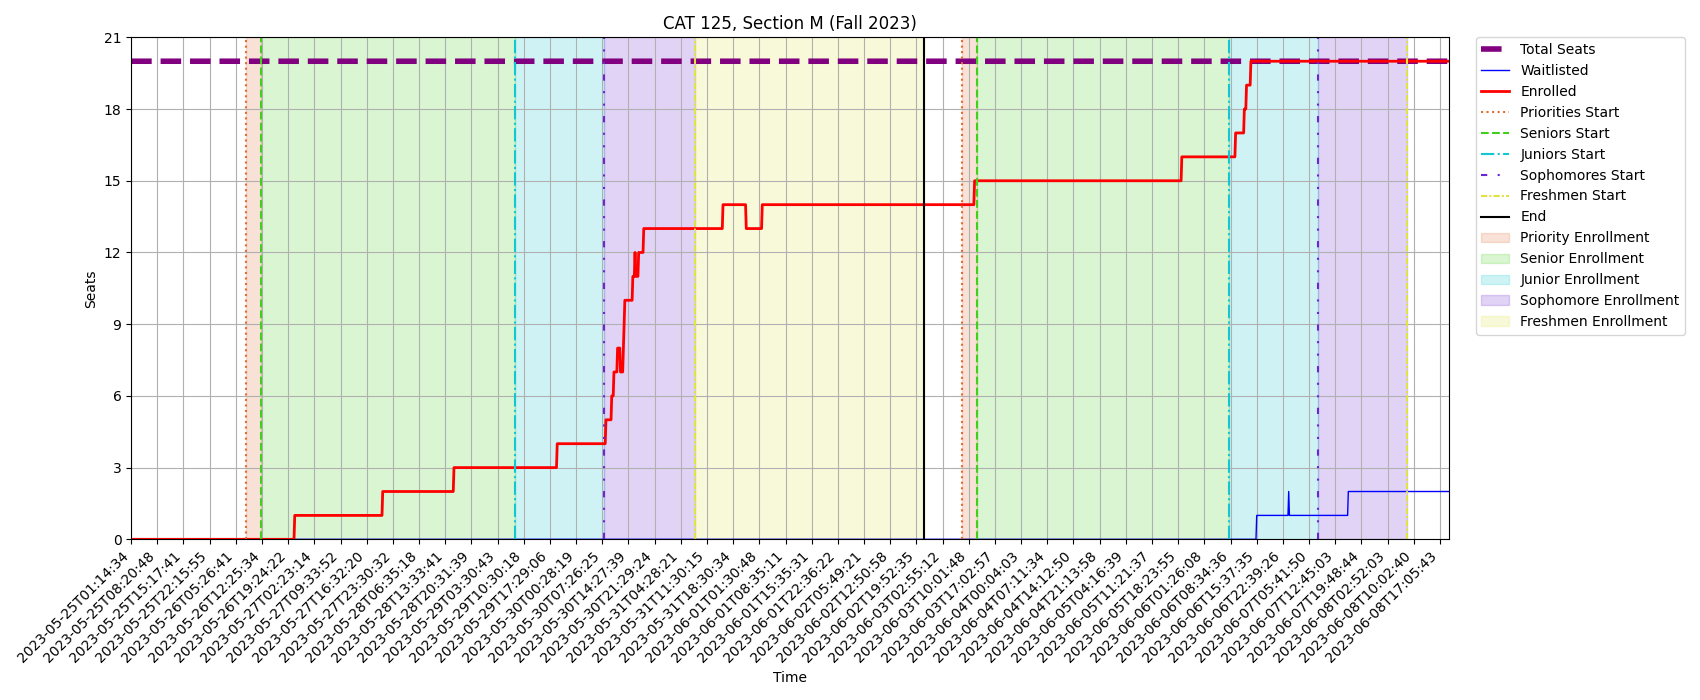 CAT 125, Section M (Fall 2023)
Seats
21
18
15
12
9
6
3
0
2023-05-25T01:14:34
2023-05-25T08:20:48
2023-05-25T15:17:41
2023-05-25T22:15:55
2023-05-26T05:26:41
2023-05-26T12:25:34
2023-05-26T19:24:22
2023-05-27T02:23:14
2023-05-27T09:33:52
2023-05-27T16:32:20
2023-05-27T23:30:32
2023-05-28T06:35:18
2023-05-28T13:33:41
2023-05-28T20:31:39
2023-05-29T03:30:43
2023-05-29T10:30:18
2023-05-29T17:29:06
2023-05-30T00:28:19
2023-05-30T07:26:25
2023-05-30T14:27:39
2023-05-30T21:29:24
2023-05-31T04:28:21
2023-05-31T11:30:15
2023-05-31T18:30:34
2023-06-01T01:30:48
2023-06-01T08:35:11
2023-06-01T15:35:31
2023-06-01T22:36:22
2023-06-02T05:49:21
2023-06-02T12:50:58
2023-06-02T19:52:35
2023-06-03T02:55:12
2023-06-03T10:01:48
2023-06-03T17:02:57
2023-06-04T00:04:03
2023-06-04T07:11:34
2023-06-04T14:12:50
2023-06-04T21:13:58
2023-06-05T04:16:39
2023-06-05T11:21:37
2023-06-05T18:23:55
2023-06-06T01:26:08
2023-06-06T08:34:36
2023-06-06T15:37:35
2023-06-06T22:39:26
2023-06-07T05:41:50
2023-06-07T12:45:03
2023-06-07T19:48:44
2023-06-08T02:52:03
2023-06-08T10:02:40
2023-06-08T17:05:43
Time
Total Seats
Waitlisted
Enrolled
Priorities Start
Seniors Start
Juniors Start
Sophomores Start
Freshmen Start
End
Priority Enrollment
Senior Enrollment
Junior Enrollment
Sophomore Enrollment
Freshmen Enrollment